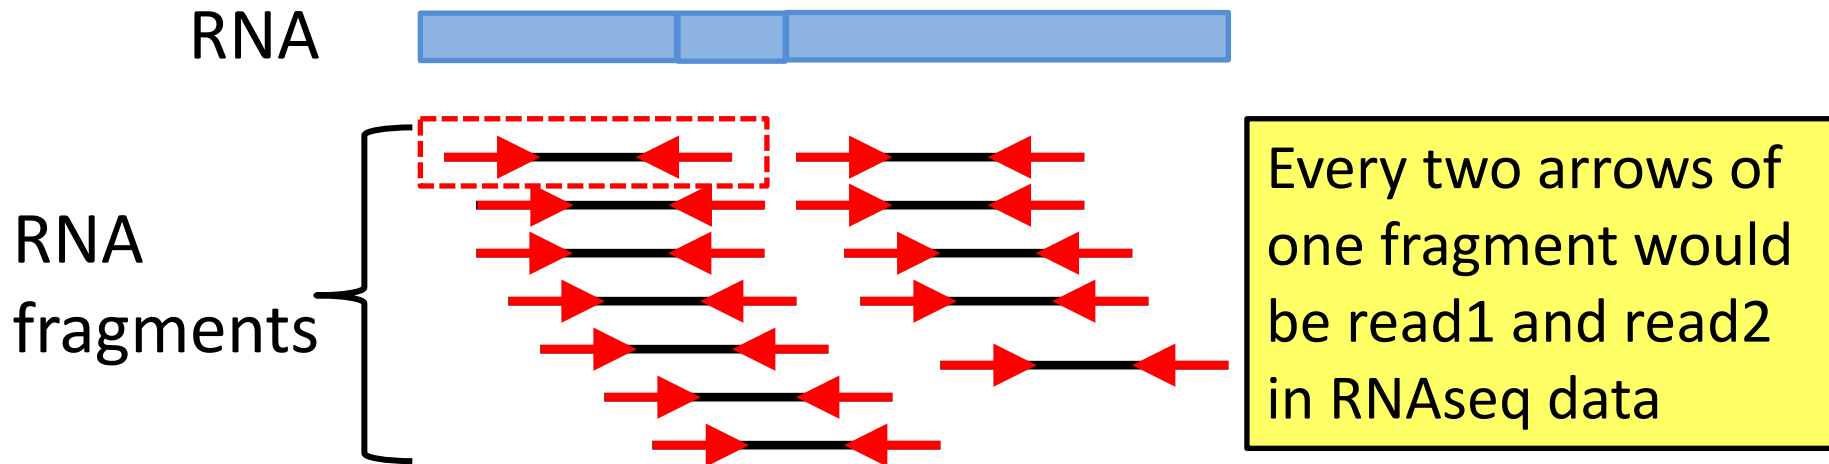 RNA
RNA
fragments
Every two arrows of
one fragment would
be read1 and read2
in RNAseq data